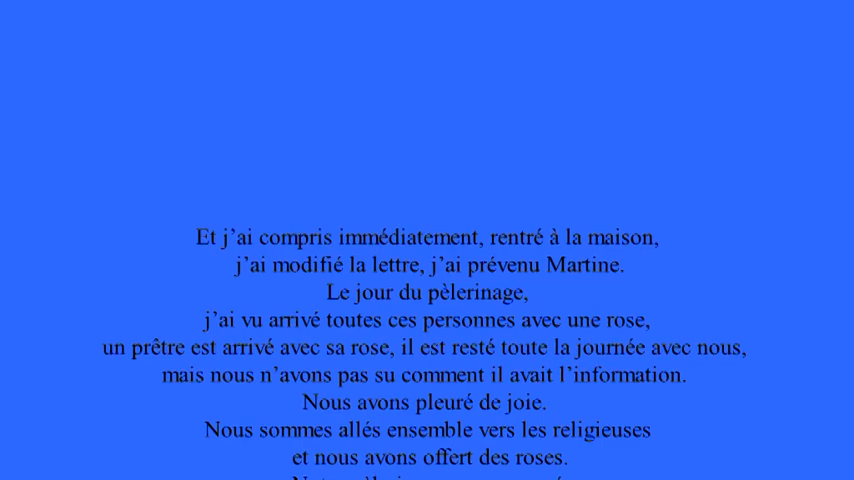 Et j’ai compris immédiatement, rentré à la maison,
j’ai modifié la lettre, j’ai prévenu Martine.
Le jour du pèlerinage,
j’ai vu arrivé toutes ces personnes avec une rose,
un prêtre est arrivé avec sa rose, il est resté toute la journée avec nous,
mais nous n’avons pas su comment il avait l’information.
Nous avons pleuré de joie.
Nous sommes allés ensemble vers les religieuses
et nous avons offert des roses.